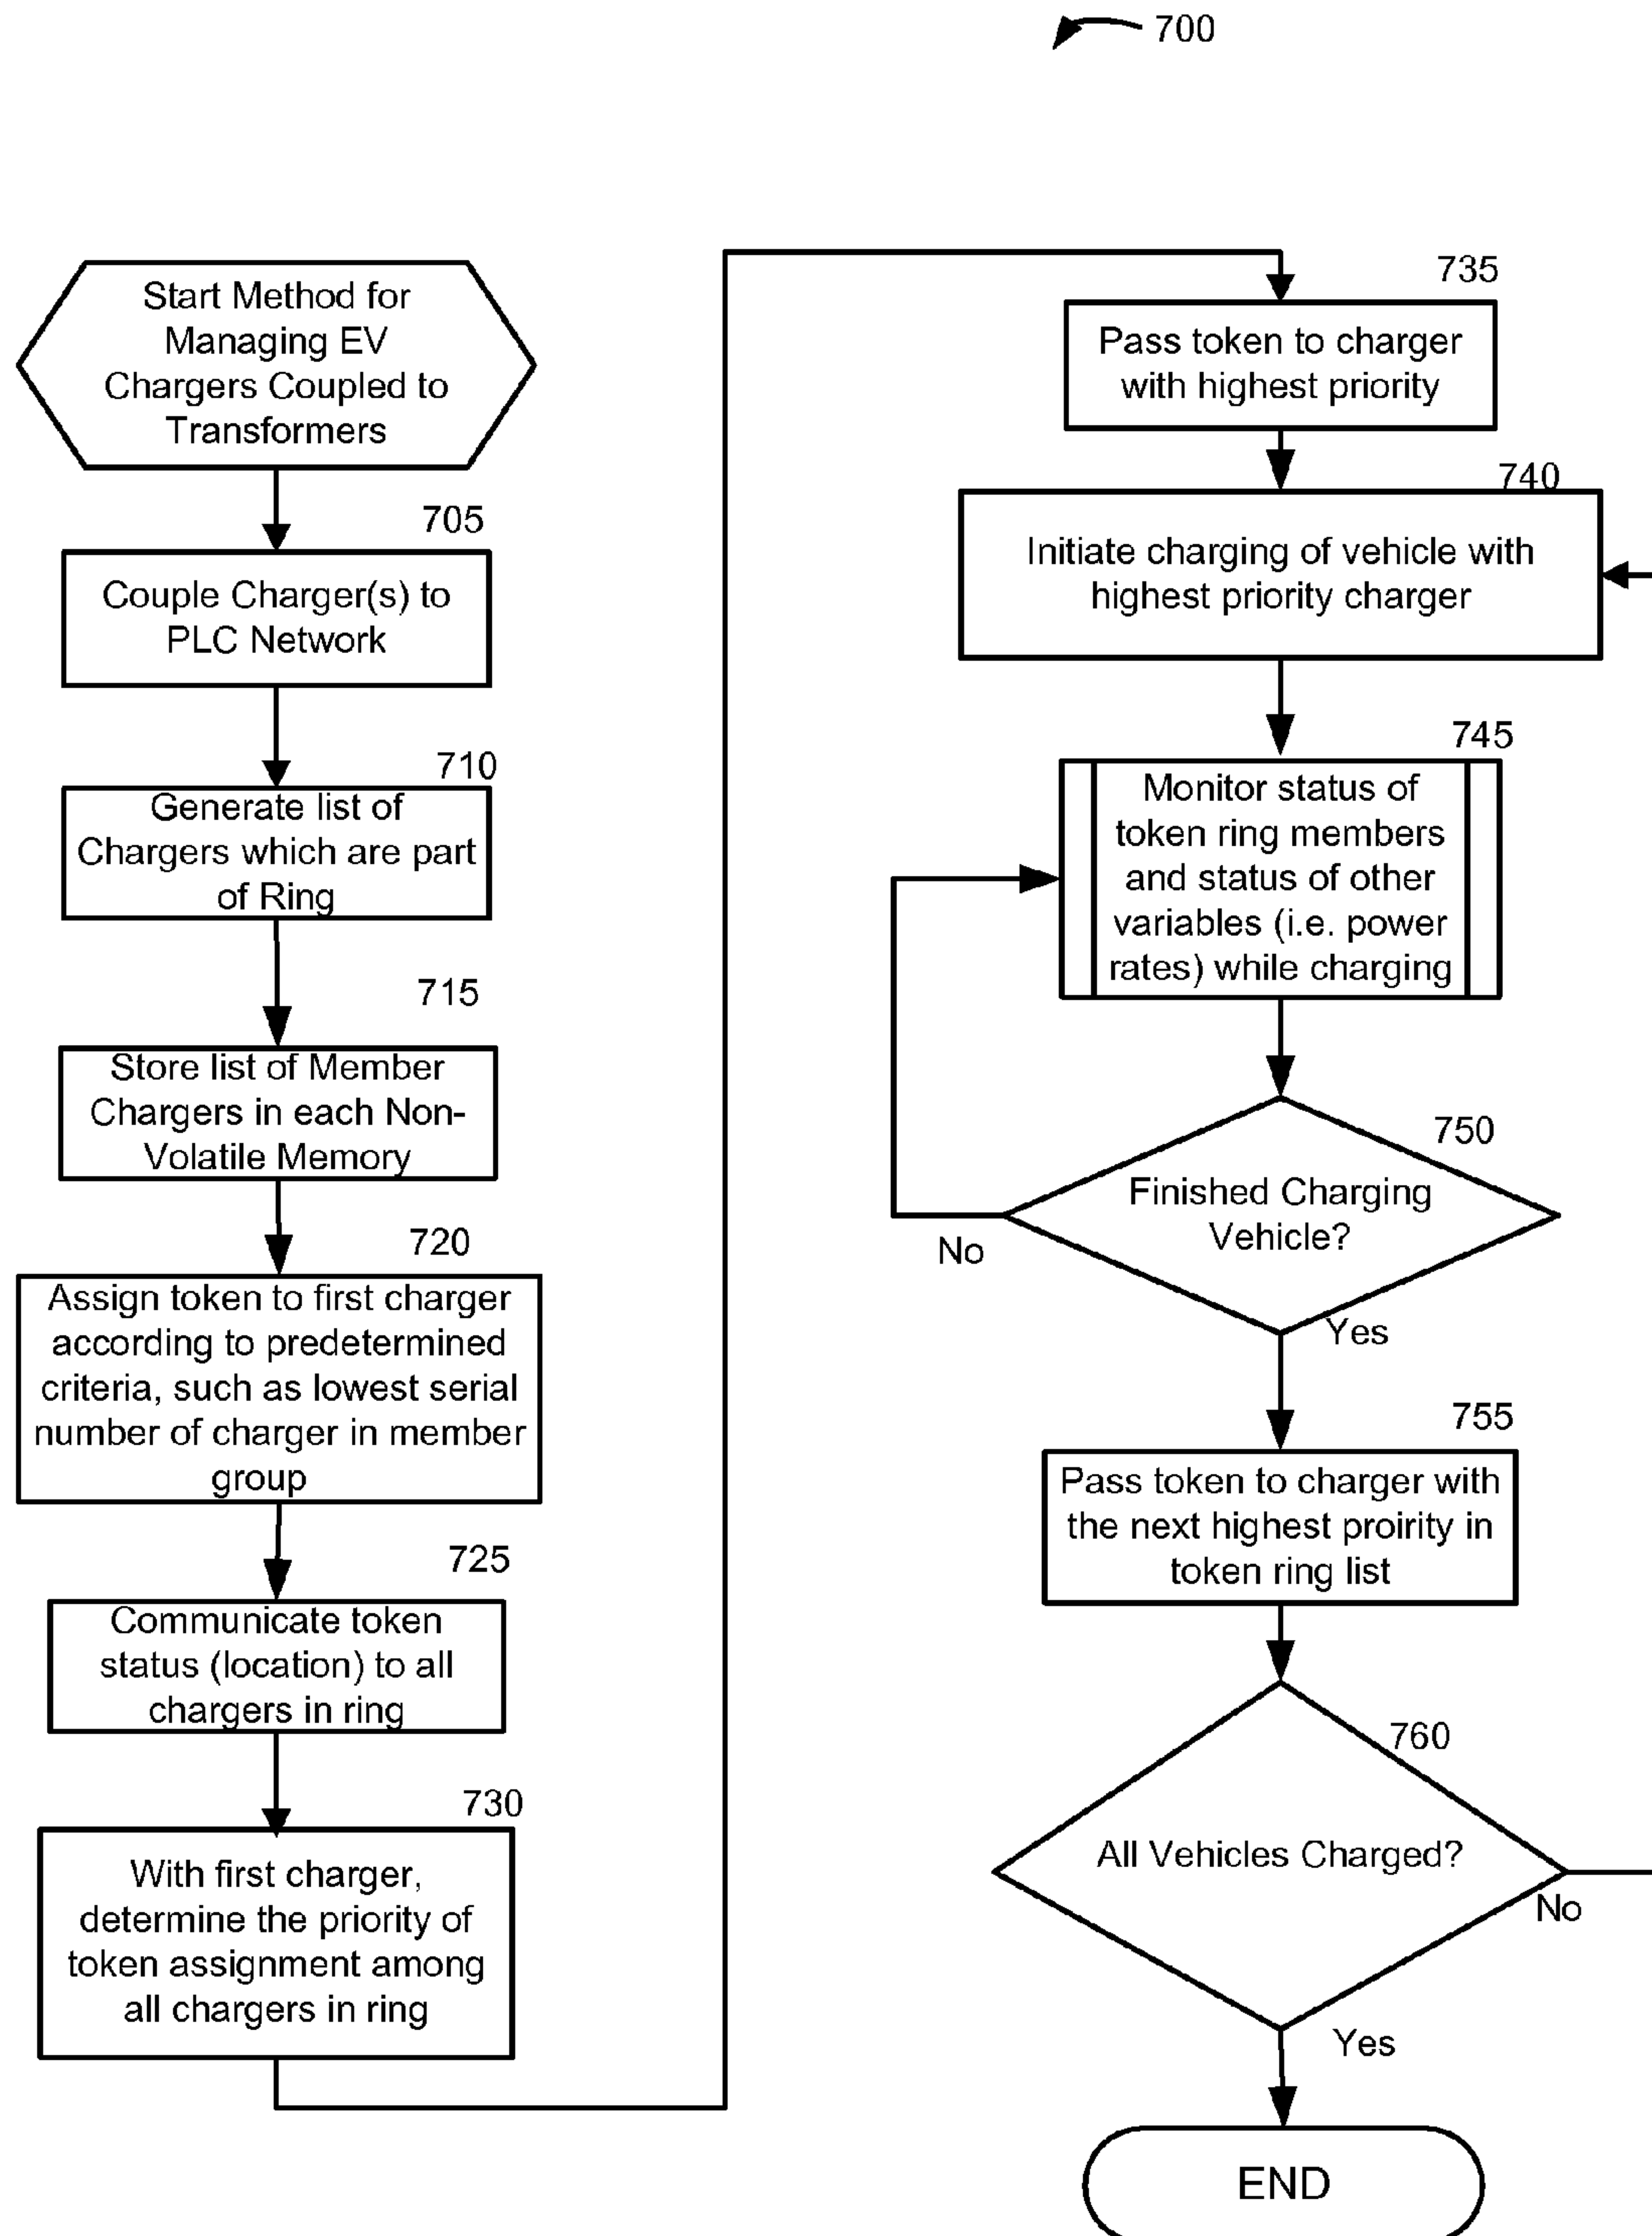 700
Start Method for
Managing EV
Chargers Coupled to
Transformers
705
Couple Charger(s) to
PLC Network
710
Generate list of
Chargers which are part
of Ring
715
Store list of Member
Chargers in each Non-
Volatile Memory
720
Assign token to first charger
according to predetermined
criteria, such as lowest serial
number of charger in member
group
725
Communicate token
status (location) to all
chargers in ring
730
With first charger,
determine the priority of
token assignment among
all chargers in ring
735
Pass token to charger
with highest priority
740
Initiate charging of vehicle with
highest priority charger
745
Monitor status of
token ring members
and status of other
variables (i.e. power
rates) while charging
750
Finished Charging
Vehicle?
No
Yes
755
Pass token to charger with
the next highest proirity in
token ring list
760
All Vehicles Charged?
No
Yes
END